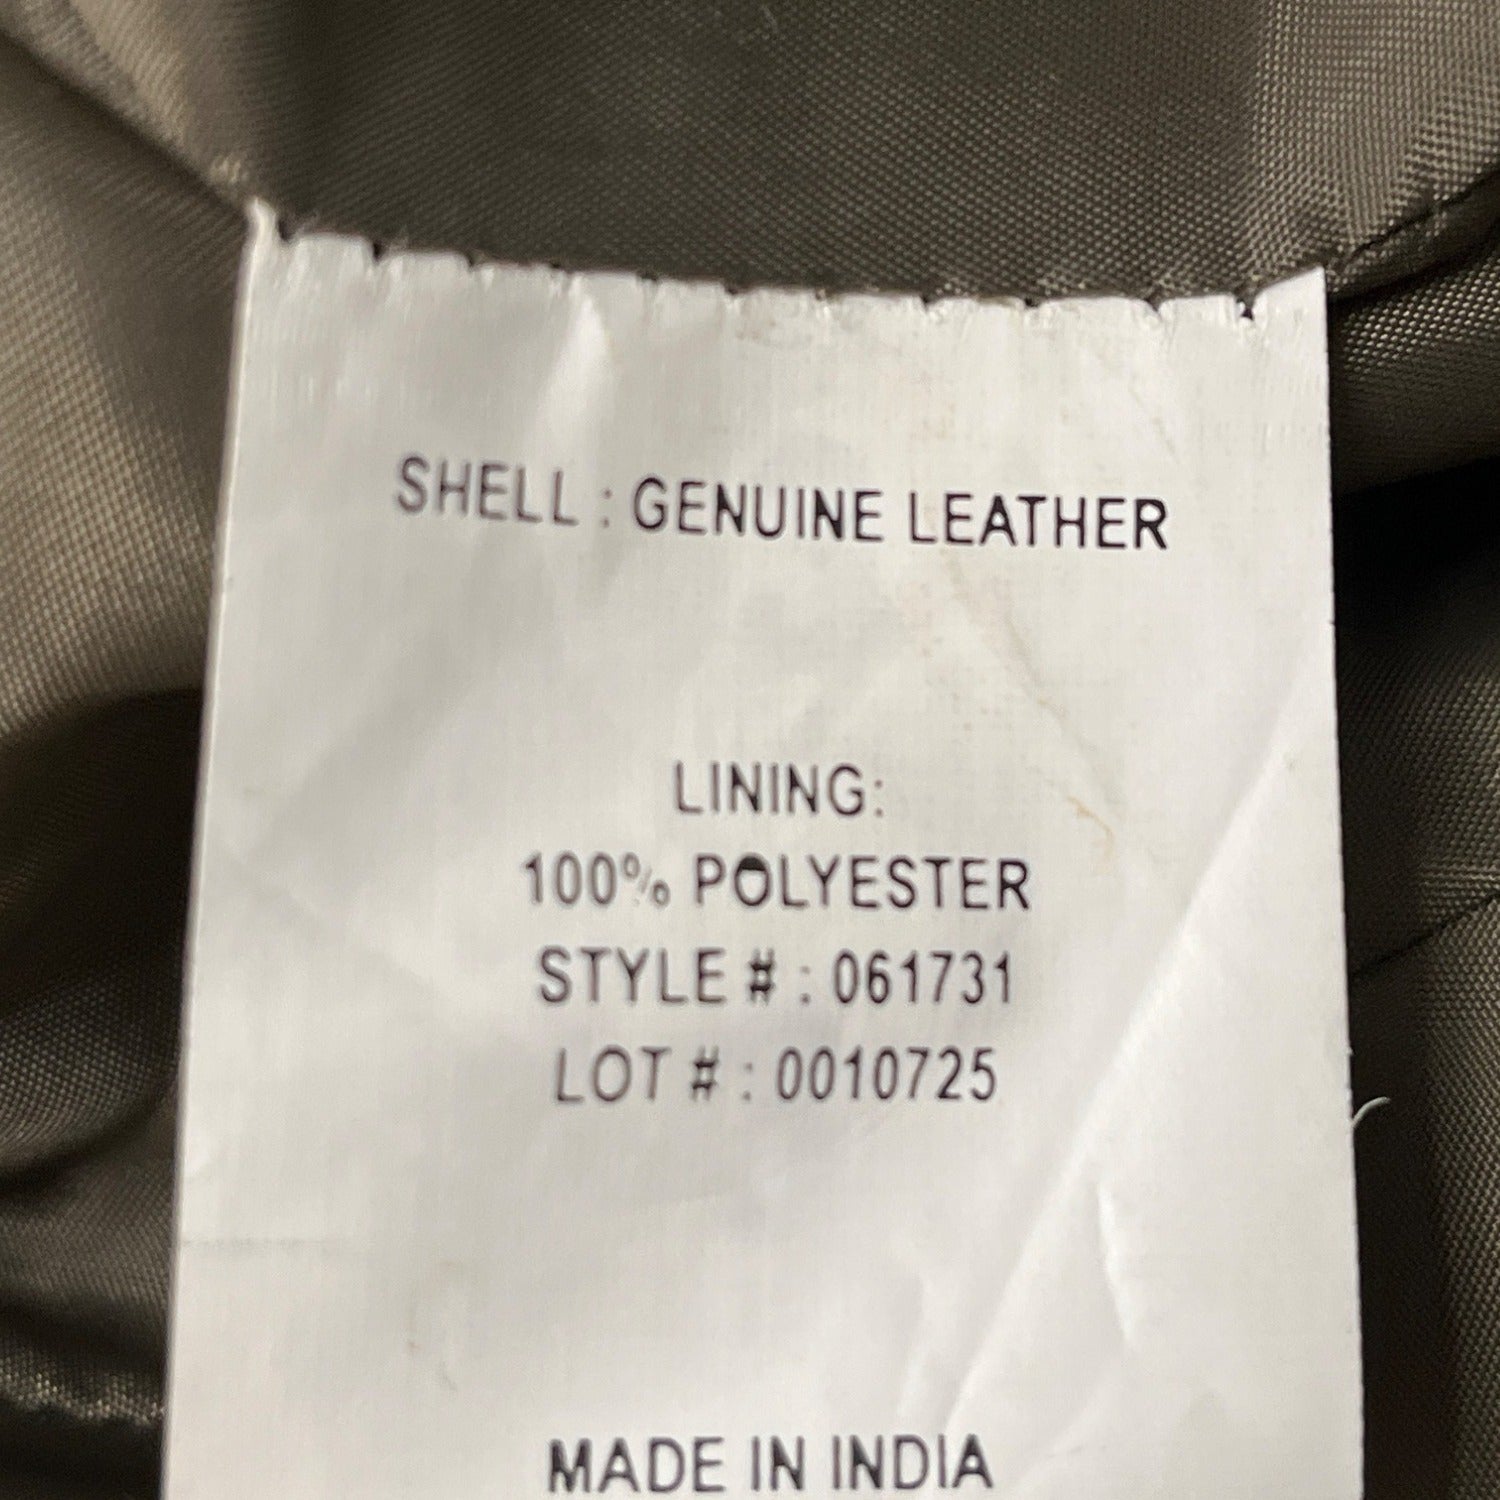 SHELL : GENUINE LEATHER
LINING:
100% POLYESTER
STYLE # : 061731
LOT # : 0010725
MADE IN INDIA